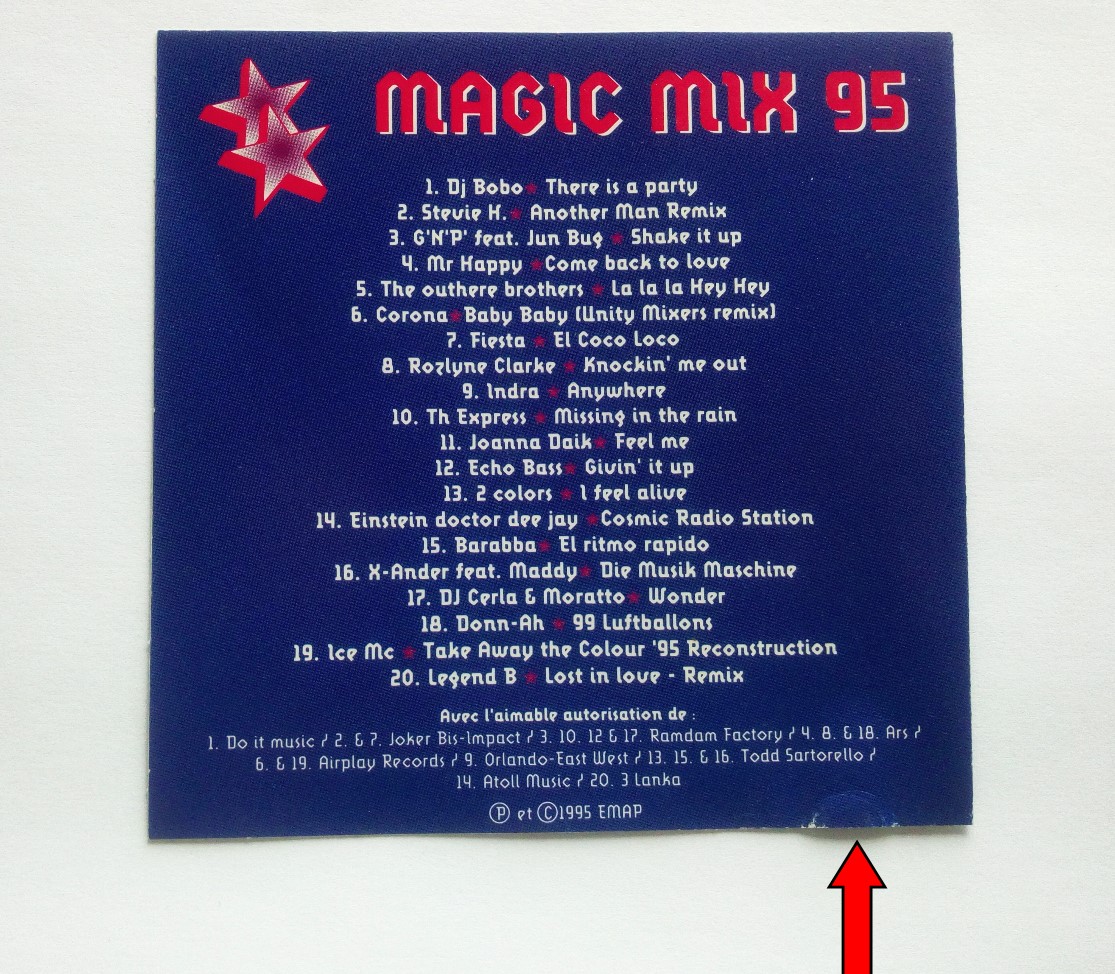 MAGIC MIX 95
1. Dj Bobo ★ There is a party
2. Stevie H. ★ Another Man Remix
3. G'N'P' feat. Jun Bug ★ Shake it up
4. Mr Happy ★ Come back to love
5. The outhere brothers ★ La la la Hey Hey
6. Corona ★ Baby Baby (Unity Mixers remix)
7. Fiesta ★ El Coco Loco
8. Rozlyne Clarke ★ Knockin' me out
9. Indra ★ Anywhere
10. Th Express ★ Missing in the rain
11. Joanna Daik ★ Feel me
12. Echo Bass ★ Givin' it up
13. 2 colors ★ I feel alive
14. Einstein doctor dee jay ★ Cosmic Radio Station
15. Barabba ★ El ritmo rapido
16. X-Ander feat. Maddy ★ Die Musik Maschine
17. DJ Cerla & Moratto ★ Wonder
18. Donn-Ah ★ 99 Luftballons
19. Ice Mc ★ Take Away the Colour '95 Reconstruction
20. Legend B ★ Lost in love - Remix
Avec l'aimable autorisation de :
1. Do it music / 2. & 7. Joker Bis-Impact / 3. 10. 12 & 17. Ramdam Factory / 4. 8. & 18. Ars /
6. & 19. Airplay Records / 9. Orlando-East West / 13. 15. & 16. Todd Sartorello /
14. Atoll Music / 20. 3 Lanka
Ⓟ et Ⓒ1995 EMAP